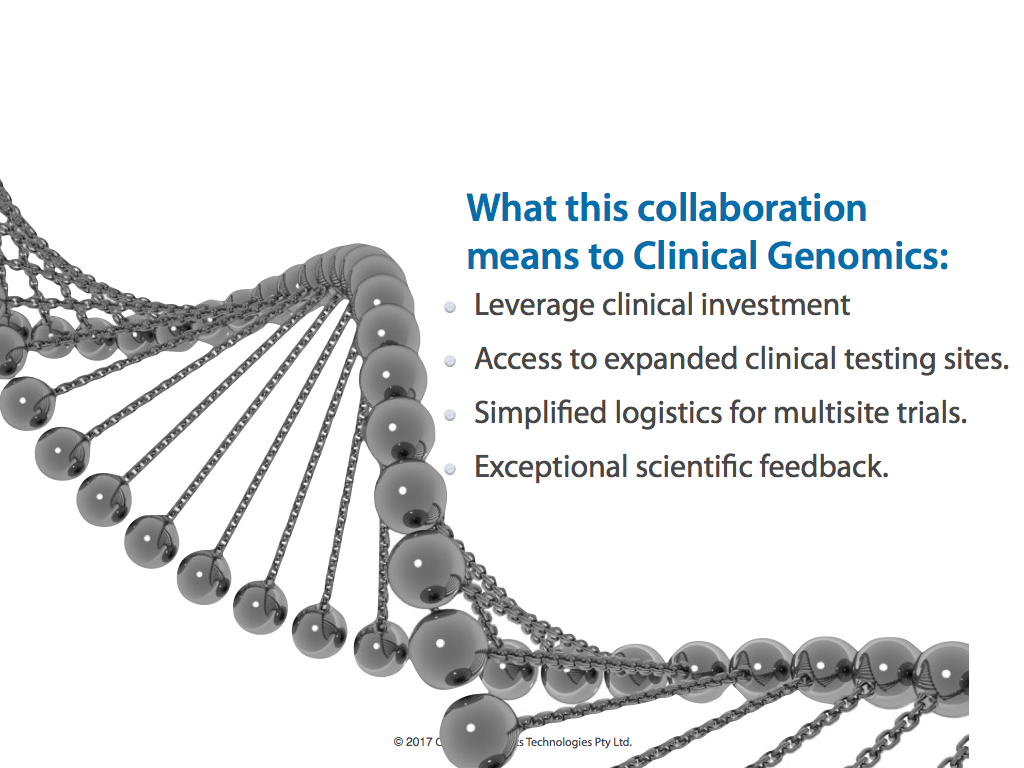 What this collaboration
means to Clinical Genomics:
Leverage clinical investment
Access to expanded clinical testing sites.
Simplified logistics for multisite trials.
Exceptional scientific feedback.
© 2017 Technologies Pty Ltd.